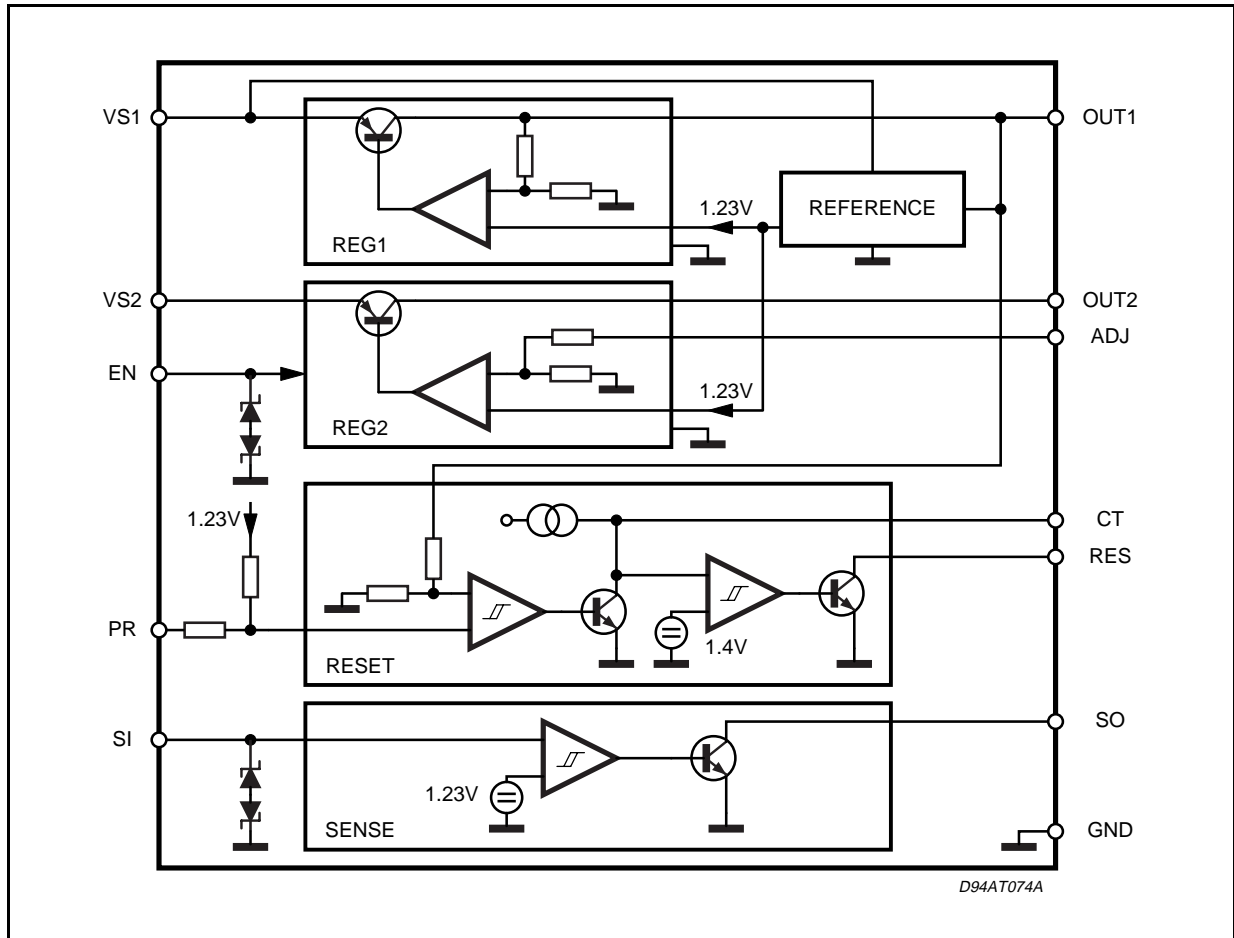 VS1
OUT1
1.23V
REFERENCE
REG1
VS2
OUT2
ADJ
EN
1.23V
REG2
1.23V
CT
RES
PR
1.4V
RESET
SI
SO
1.23V
SENSE
GND
D94AT074A